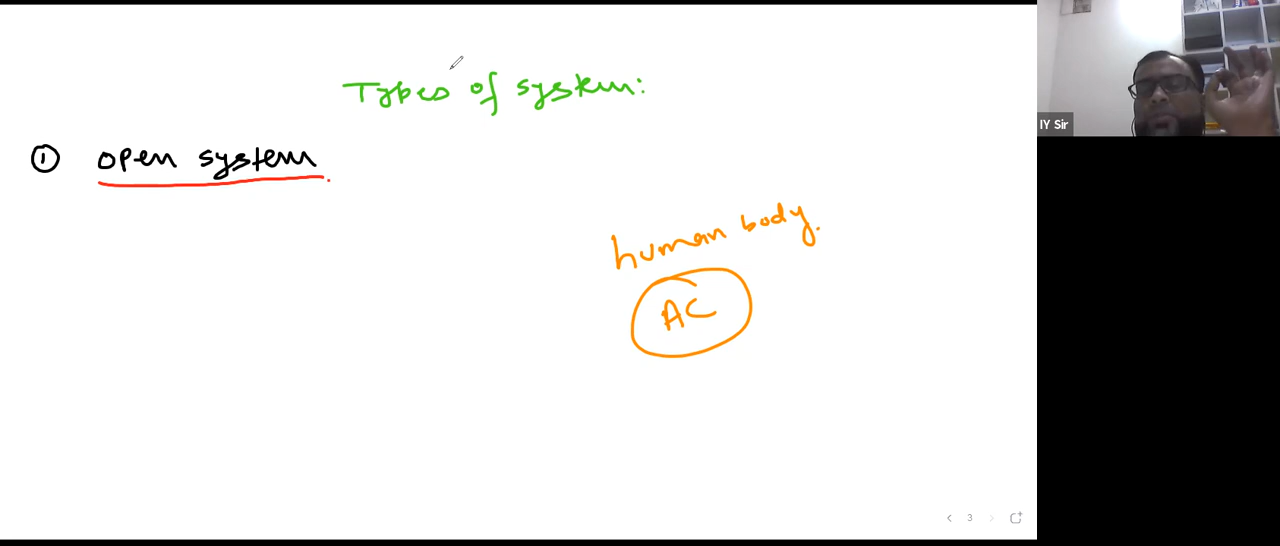 Types of system:
① open system.
human body.
AC
IY Sir
3